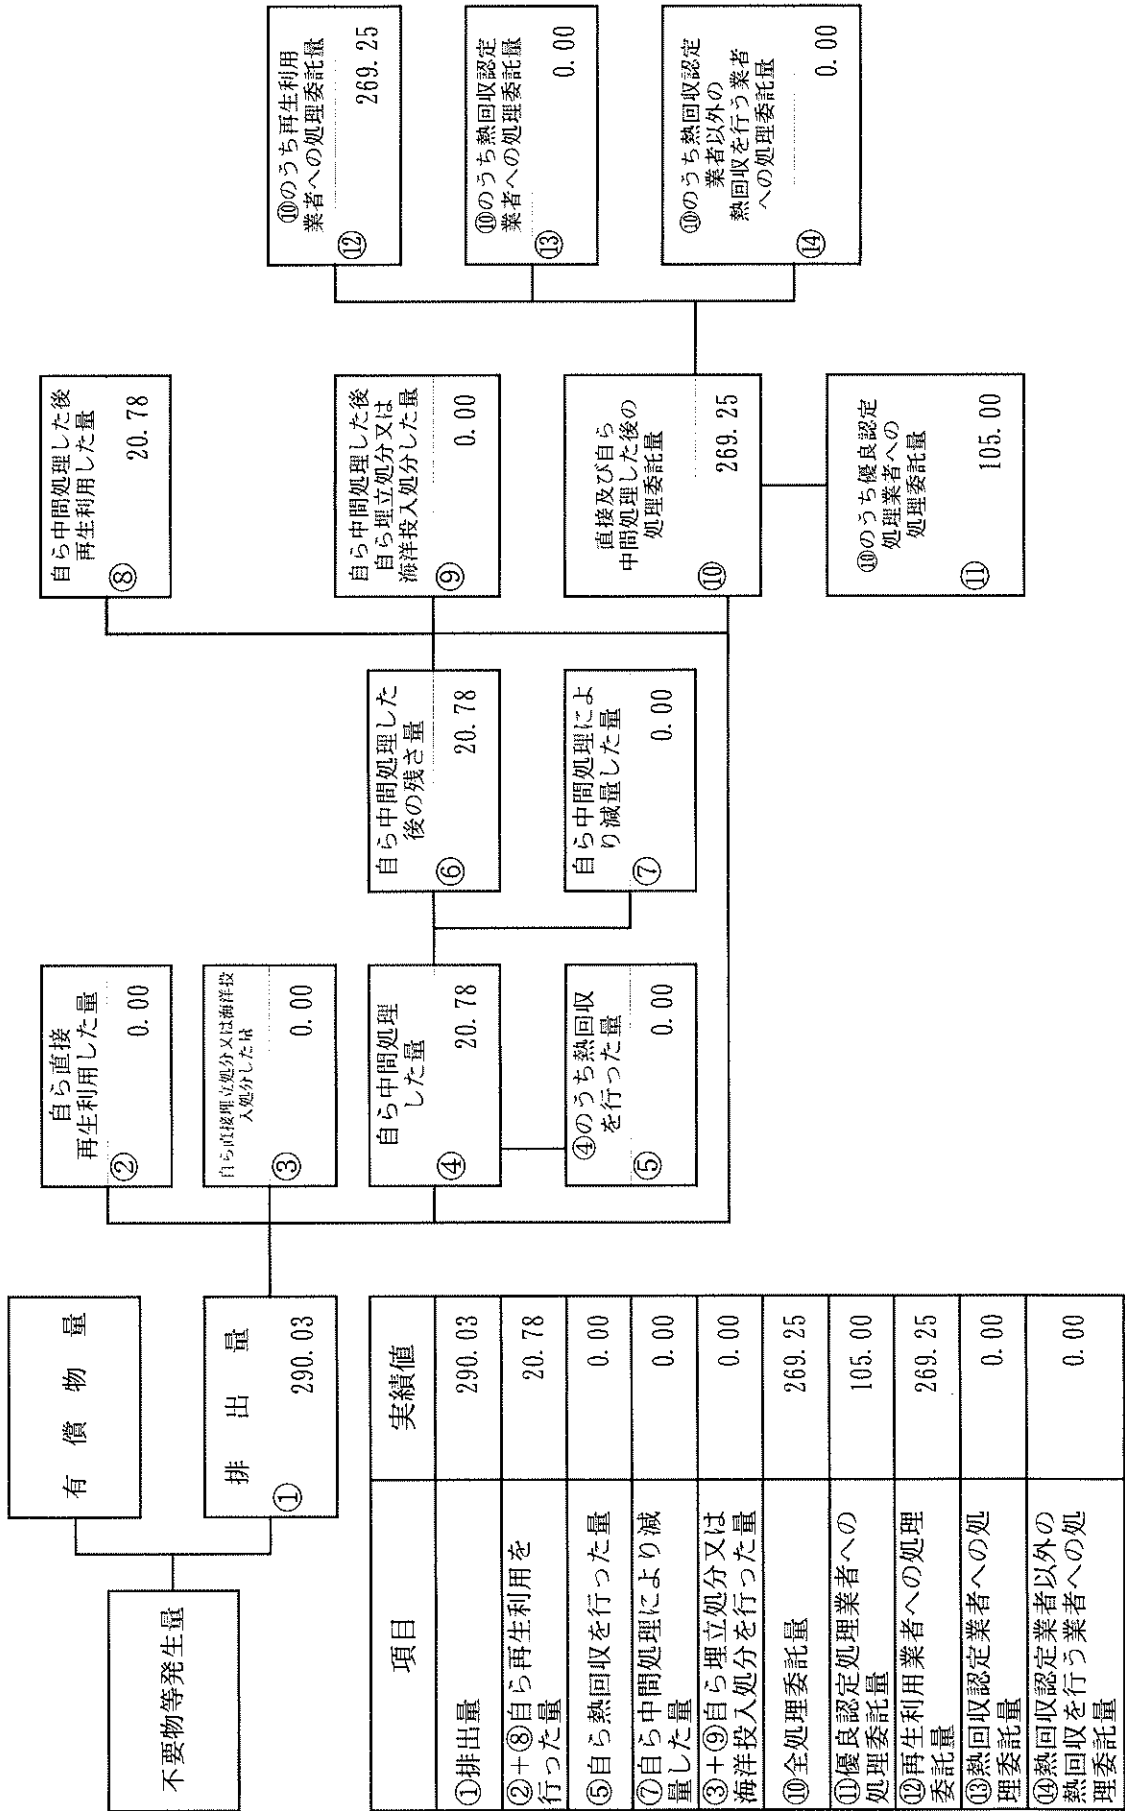 不要物等発生量
有償物量
排出量
① 290.03
自ら直接
再生利用した量
② 0.00
自ら直接埋立処分又は海洋投
入処分した量
③ 0.00
自ら中間処理
した量
④ 20.78
④のうち熱回収
を行った量
⑤ 0.00
自ら中間処理した
後の残さ量
⑥ 20.78
自ら中間処理によ
り減量した量
⑦ 0.00
自ら中間処理した後
再生利用した量
⑧ 20.78
自ら中間処理した後
自ら埋立処分又は
海洋投入処分した量
⑨ 0.00
直接及び自ら
中間処理した後の
処理委託量
⑩ 269.25
⑩のうち優良認定
処理業者への
処理委託量
⑪ 105.00
⑩のうち再生利用
業者への処理委託量
⑫ 269.25
⑩のうち熱回収認定
業者への処理委託量
⑬ 0.00
⑩のうち熱回収認定
業者以外の
熱回収を行う業者
への処理委託量
⑭ 0.00
項目 実績値
①排出量 290.03
②+⑧自ら再生利用を
行った量 20.78
⑤自ら熱回収を行った量 0.00
⑦自ら中間処理により減
量した量 0.00
③+⑨自ら埋立処分又は
海洋投入処分を行った量 0.00
⑩全処理委託量 269.25
⑪優良認定処理業者への
処理委託量 105.00
⑫再生利用業者への処理
委託量 269.25
⑬熱回収認定業者への処
理委託量 0.00
⑭熱回収認定業者以外の
熱回収を行う業者への処
理委託量 0.00